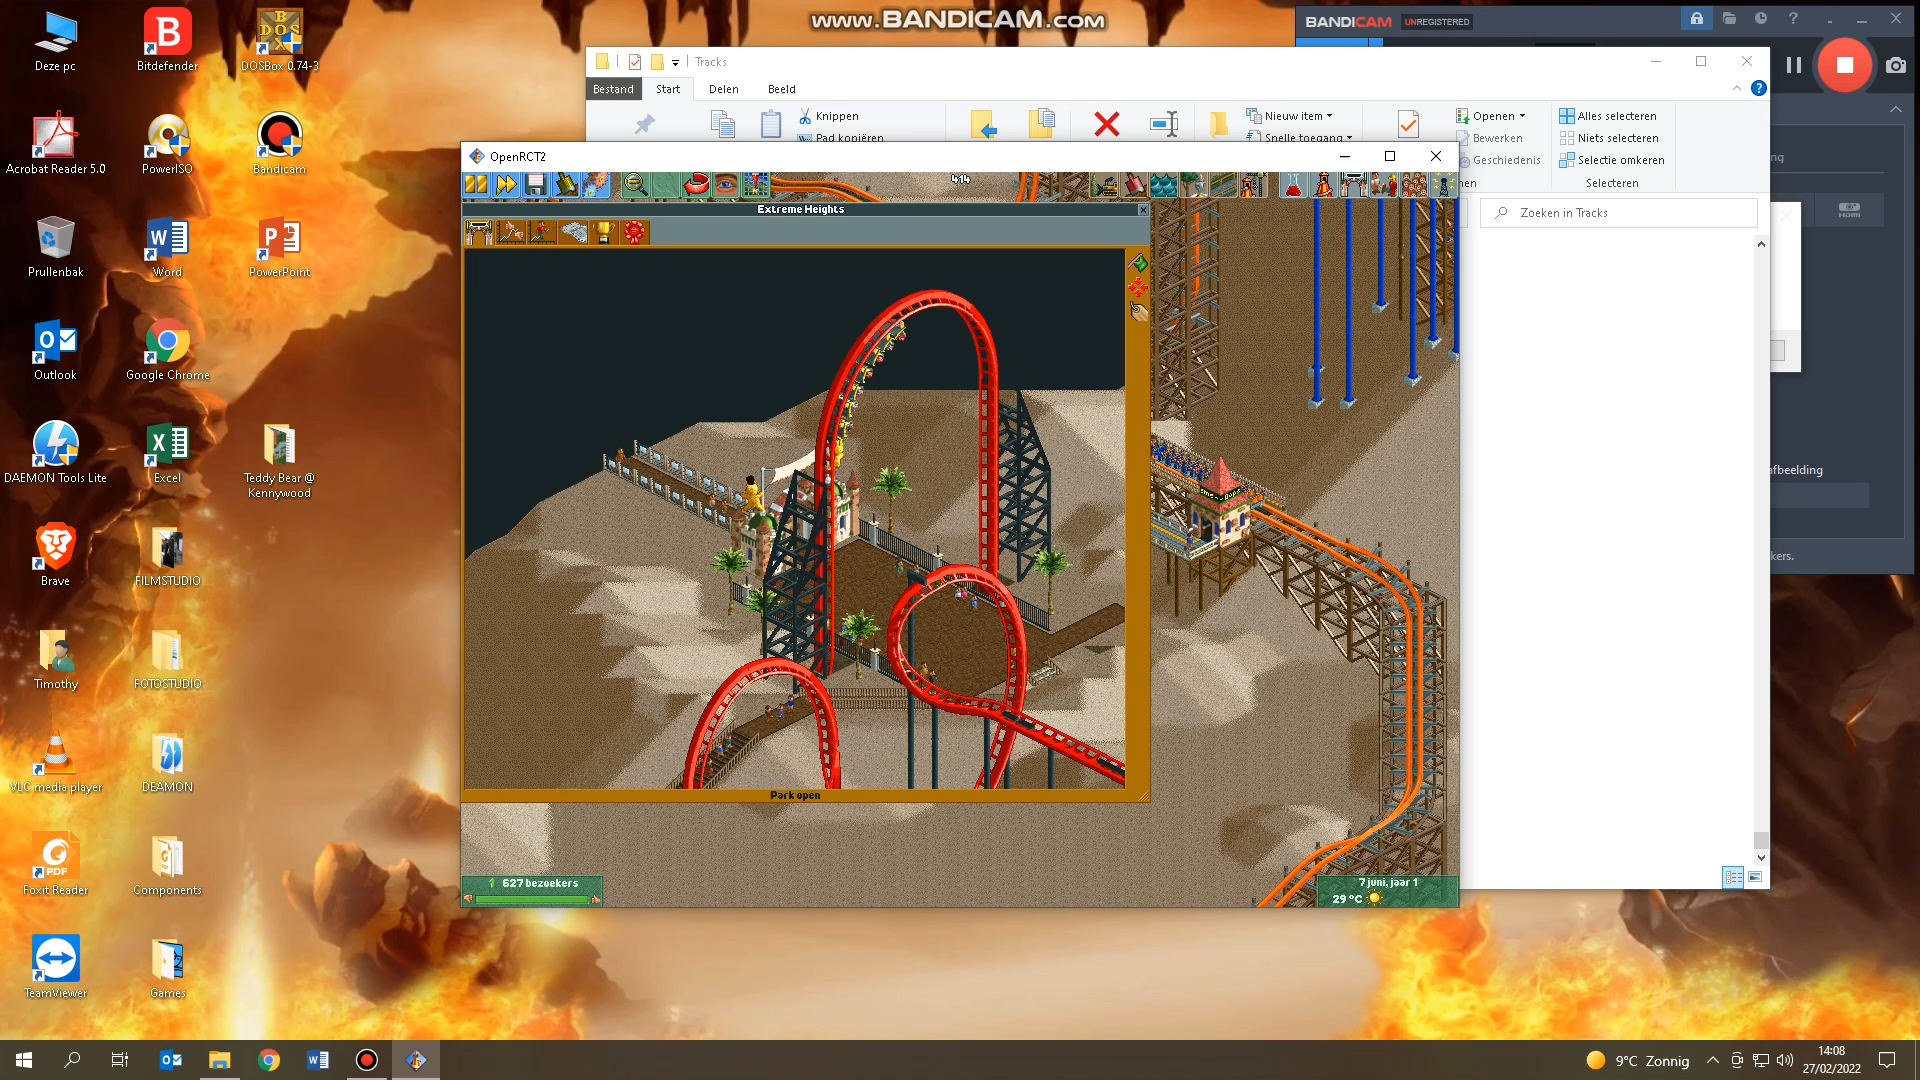 www.BANDICAM.com
BANDICAM UNREGISTERED
Deze pc
Bitdefender
DOSBox 0.74-3
Tracks
Bestand
Start
Delen
Beeld
Knippen
Pad kopiëren
Nieuw item
Snelle toegang
Openen
Bewerken
Geschiedenis
Alles selecteren
Niets selecteren
Selectie omkeren
Selecteren
Zoeken in Tracks
HDMI
afbeelding
kers.
Acrobat Reader 5.0
PowerISO
Bandicam
OpenRCT2
414
Extreme Heights
Park open
627 bezoekers
7 juni, jaar 1
29 °C
Prullenbak
Word
PowerPoint
Outlook
Google Chrome
DAEMON Tools Lite
Excel
Teddy Bear @
Kennywood
Brave
FILMSTUDIO
Timothy
FOTOSTUDIO
VLC media player
DEAMON
Foxit Reader
Components
TeamViewer
Games
9°C Zonnig
14:08
27/02/2022